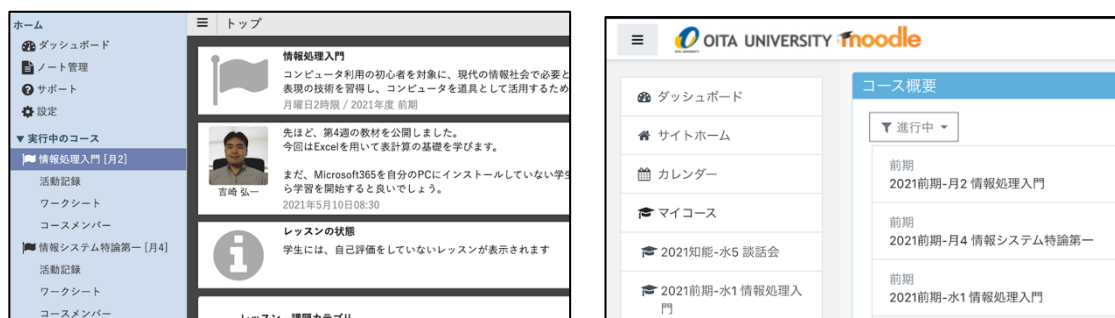 ホーム
ダッシュボード
ノート管理
サポート
設定
▼実行中のコース
情報処理入門 [月2]
活動記録
ワークシート
コースメンバー
情報システム特論第一 [月4]
活動記録
ワークシート
コースメンバー
トップ
情報処理入門
コンピュータ利用の初心者を対象に、現代の情報社会で必要と
表現の技術を習得し、コンピュータを道具として活用するため
月曜日2時限 / 2021年度 前期
先ほど、第4週の教材を公開しました。
今回はExcelを用いて表計算の基礎を学びます。
まだ、Microsoft365を自分のPCにインストールしていない学生
ら学習を開始すると良いでしょう。
2021年5月10日08:30
吉崎 弘一
レッスンの状態
学生には、自己評価をしていないレッスンが表示されます
レッスン 課題カテゴリ
OITA UNIVERSITY moodle
ダッシュボード
サイトホーム
カレンダー
マイコース
2021知能-水5 談話会
2021前期-水1 情報処理入
門
コース概要
進行中
前期
2021前期-月2 情報処理入門
前期
2021前期-月4 情報システム特論第一
前期
2021前期-水1 情報処理入門